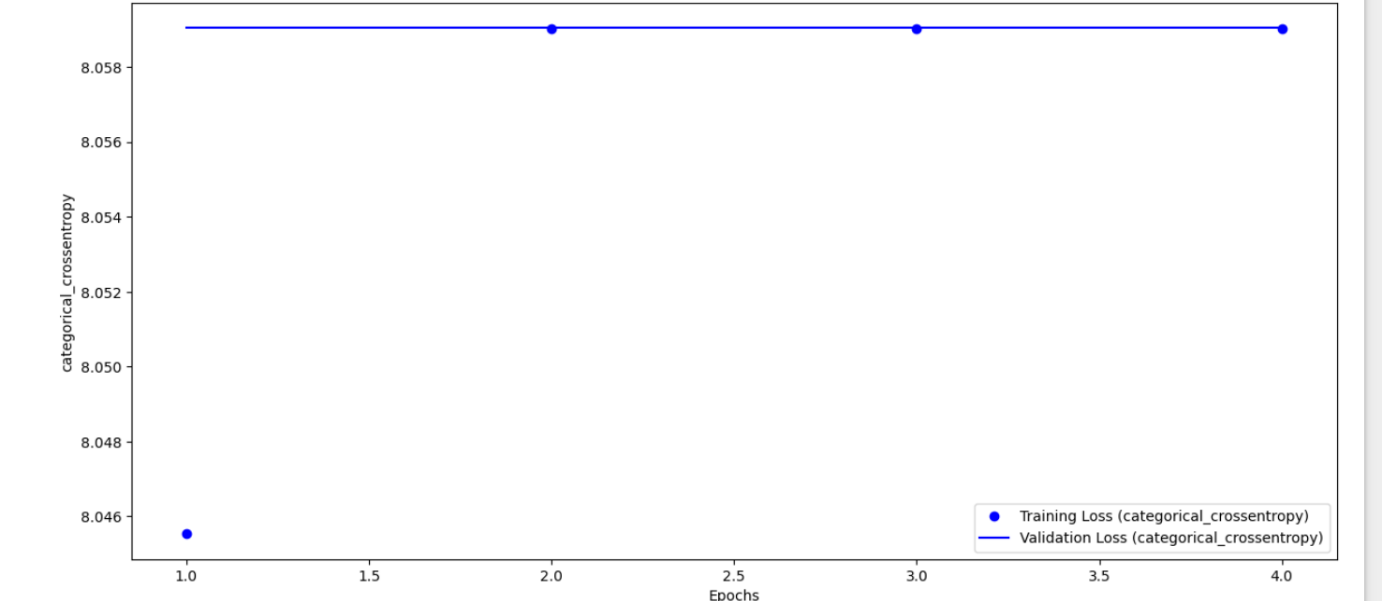 categorical_crossentropy
8.058
8.056
8.054
8.052
8.050
8.048
8.046
Training Loss (categorical_crossentropy)
Validation Loss (categorical_crossentropy)
1.0 1.5 2.0 2.5 3.0 3.5 4.0
Epochs